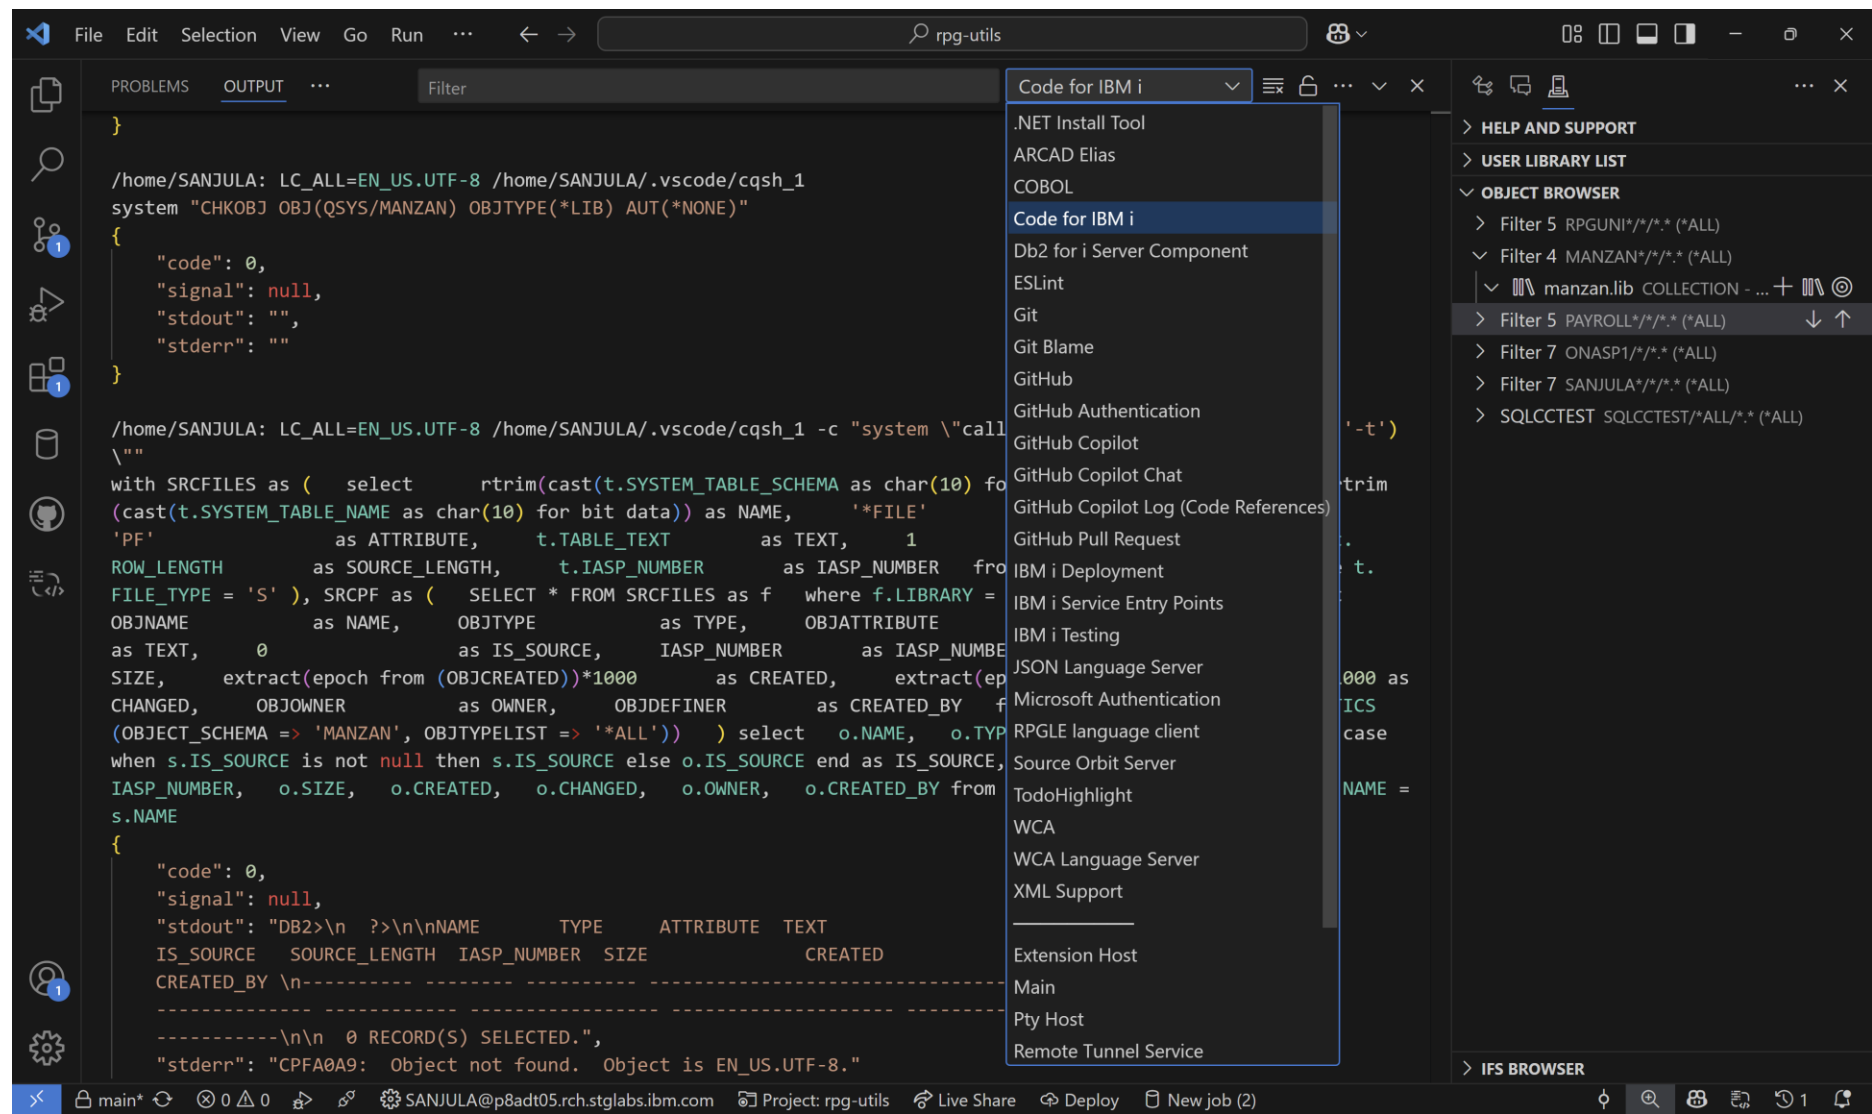 File Edit Selection View Go Run ··· rpg-utils
PROBLEMS OUTPUT ··· Filter Code for IBM i
}
/home/SANJULA: LC_ALL=EN_US.UTF-8 /home/SANJULA/.vscode/cqsh_1
system "CHKOBJ OBJ(QSYS/MANZAN) OBJTYPE(*LIB) AUT(*NONE)"
{
"code": 0,
"signal": null,
"stdout": "",
"stderr": ""
}
/home/SANJULA: LC_ALL=EN_US.UTF-8 /home/SANJULA/.vscode/cqsh_1 -c "system \"call '-t')
\""
with SRCFILES as ( select rtrim(cast(t.SYSTEM_TABLE_SCHEMA as char(10) fo rtrim
(cast(t.SYSTEM_TABLE_NAME as char(10) for bit data)) as NAME, '*FILE'
'PF' as ATTRIBUTE, t.TABLE_TEXT as TEXT, 1 .
ROW_LENGTH as SOURCE_LENGTH, t.IASP_NUMBER as IASP_NUMBER fro t.
FILE_TYPE = 'S' ), SRCPF as ( SELECT * FROM SRCFILES as f where f.LIBRARY =
OBJNAME as NAME, OBJTYPE as TYPE, OBJATTRIBUTE
as TEXT, 0 as IS_SOURCE, IASP_NUMBER as IASP_NUMBE
SIZE, extract(epoch from (OBJCREATED))*1000 as CREATED, extract(ep 000 as
CHANGED, OBJOWNER as OWNER, OBJDEFINER as CREATED_BY f TICS
(OBJECT_SCHEMA => 'MANZAN', OBJTYPELIST => '*ALL')) ) select o.NAME, o.TYP case
when s.IS_SOURCE is not null then s.IS_SOURCE else o.IS_SOURCE end as IS_SOURCE,
IASP_NUMBER, o.SIZE, o.CREATED, o.CHANGED, o.OWNER, o.CREATED_BY from NAME =
s.NAME
{
"code": 0,
"signal": null,
"stdout": "DB2>\n ?>\n\nNAME TYPE ATTRIBUTE TEXT
IS_SOURCE SOURCE_LENGTH IASP_NUMBER SIZE CREATED
CREATED_BY \n---------- -------- ---------- --------------------------------
-------------- ----------- -------------------- -------------------- ---------
-----------\n\n 0 RECORD(S) SELECTED.",
"stderr": "CPFA0A9: Object not found. Object is EN_US.UTF-8."
.NET Install Tool
ARCAD Elias
COBOL
Code for IBM i
Db2 for i Server Component
ESLint
Git
Git Blame
GitHub
GitHub Authentication
GitHub Copilot
GitHub Copilot Chat
GitHub Copilot Log (Code References)
GitHub Pull Request
IBM i Deployment
IBM i Service Entry Points
IBM i Testing
JSON Language Server
Microsoft Authentication
RPGLE language client
Source Orbit Server
TodoHighlight
WCA
WCA Language Server
XML Support
Extension Host
Main
Pty Host
Remote Tunnel Service
HELP AND SUPPORT
USER LIBRARY LIST
OBJECT BROWSER
Filter 5 RPGUNI*/*/*.* (*ALL)
Filter 4 MANZAN*/*/*.* (*ALL)
manzan.lib COLLECTION - ...
Filter 5 PAYROLL*/*/*.* (*ALL)
Filter 7 ONASP1/*/*.* (*ALL)
Filter 7 SANJULA*/*/*.* (*ALL)
SQLCCTEST SQLCCTEST/*ALL/*.* (*ALL)
IFS BROWSER
1
1
1
main* 0 0 SANJULA@p8adt05.rch.stglabs.ibm.com Project: rpg-utils Live Share Deploy New job (2) 1